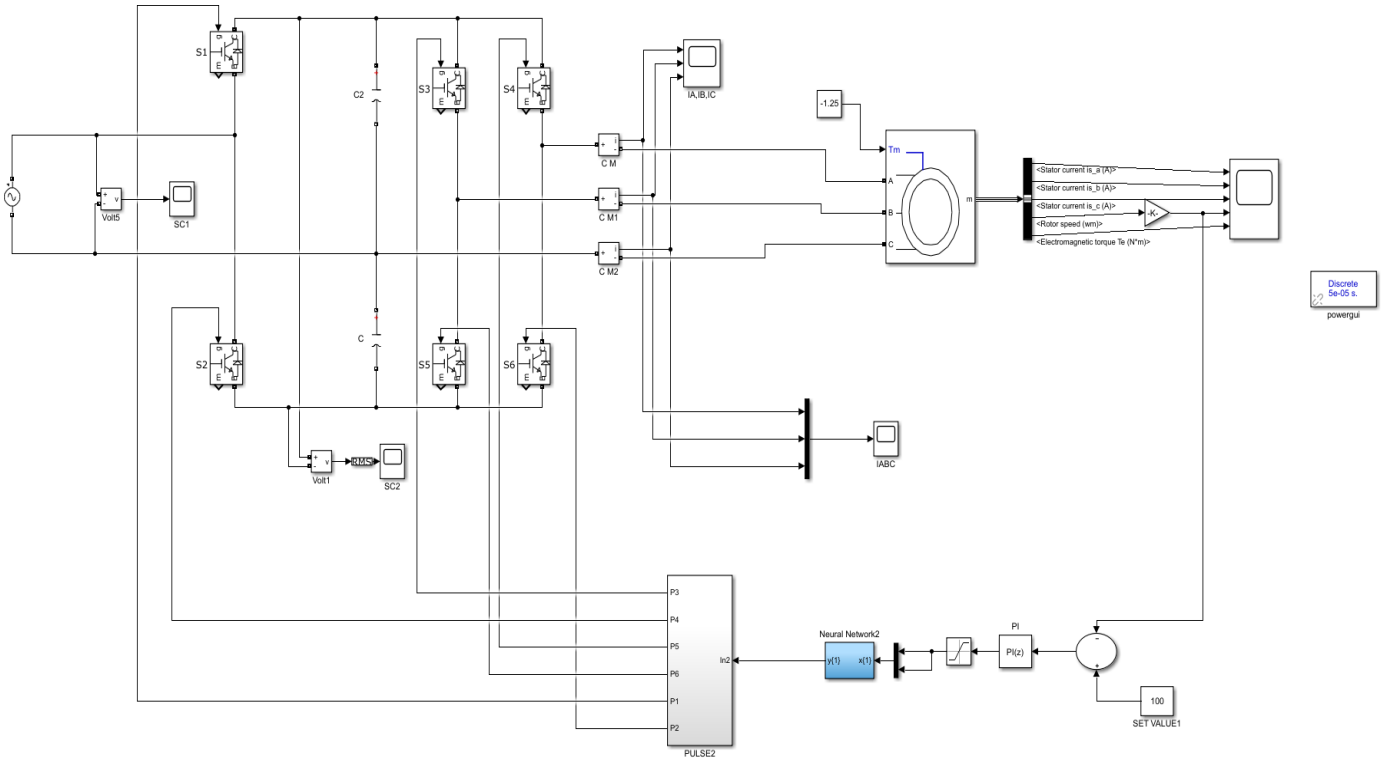 S1
g
C
E
C2
S3
g
C
E
S4
g
C
E
IA,IB,IC
-1.25
+
i
-
C M
Tm
A
B
C
m
<Stator current is_a (A)>
<Stator current is_b (A)>
<Stator current is_c (A)>
<Rotor speed (wm)>
<Electromagnetic torque Te (N*m)>
-K-
+
-
v
Volt5
SC1
+
i
-
C M1
+
i
-
C M2
Discrete
5e-05 s.
powergui
S2
g
C
E
C
S5
g
C
E
S6
g
C
E
+
-
v
Volt1
RMS
SC2
IABC
P3
P4
P5
P6
P1
P2
In2
PULSE2
Neural Network2
y{1}
x{1}
PI
PI(z)
-
+
100
SET VALUE1